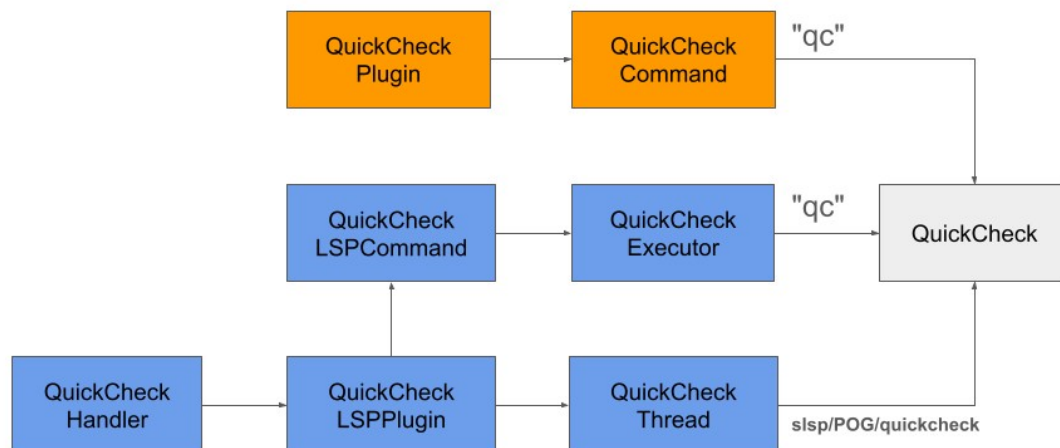 QuickCheck
Plugin
QuickCheck
Command
"qc"
QuickCheck
LSPCommand
QuickCheck
Executor
"qc"
QuickCheck
QuickCheck
Handler
QuickCheck
LSPPlugin
QuickCheck
Thread
slsp/POG/quickcheck